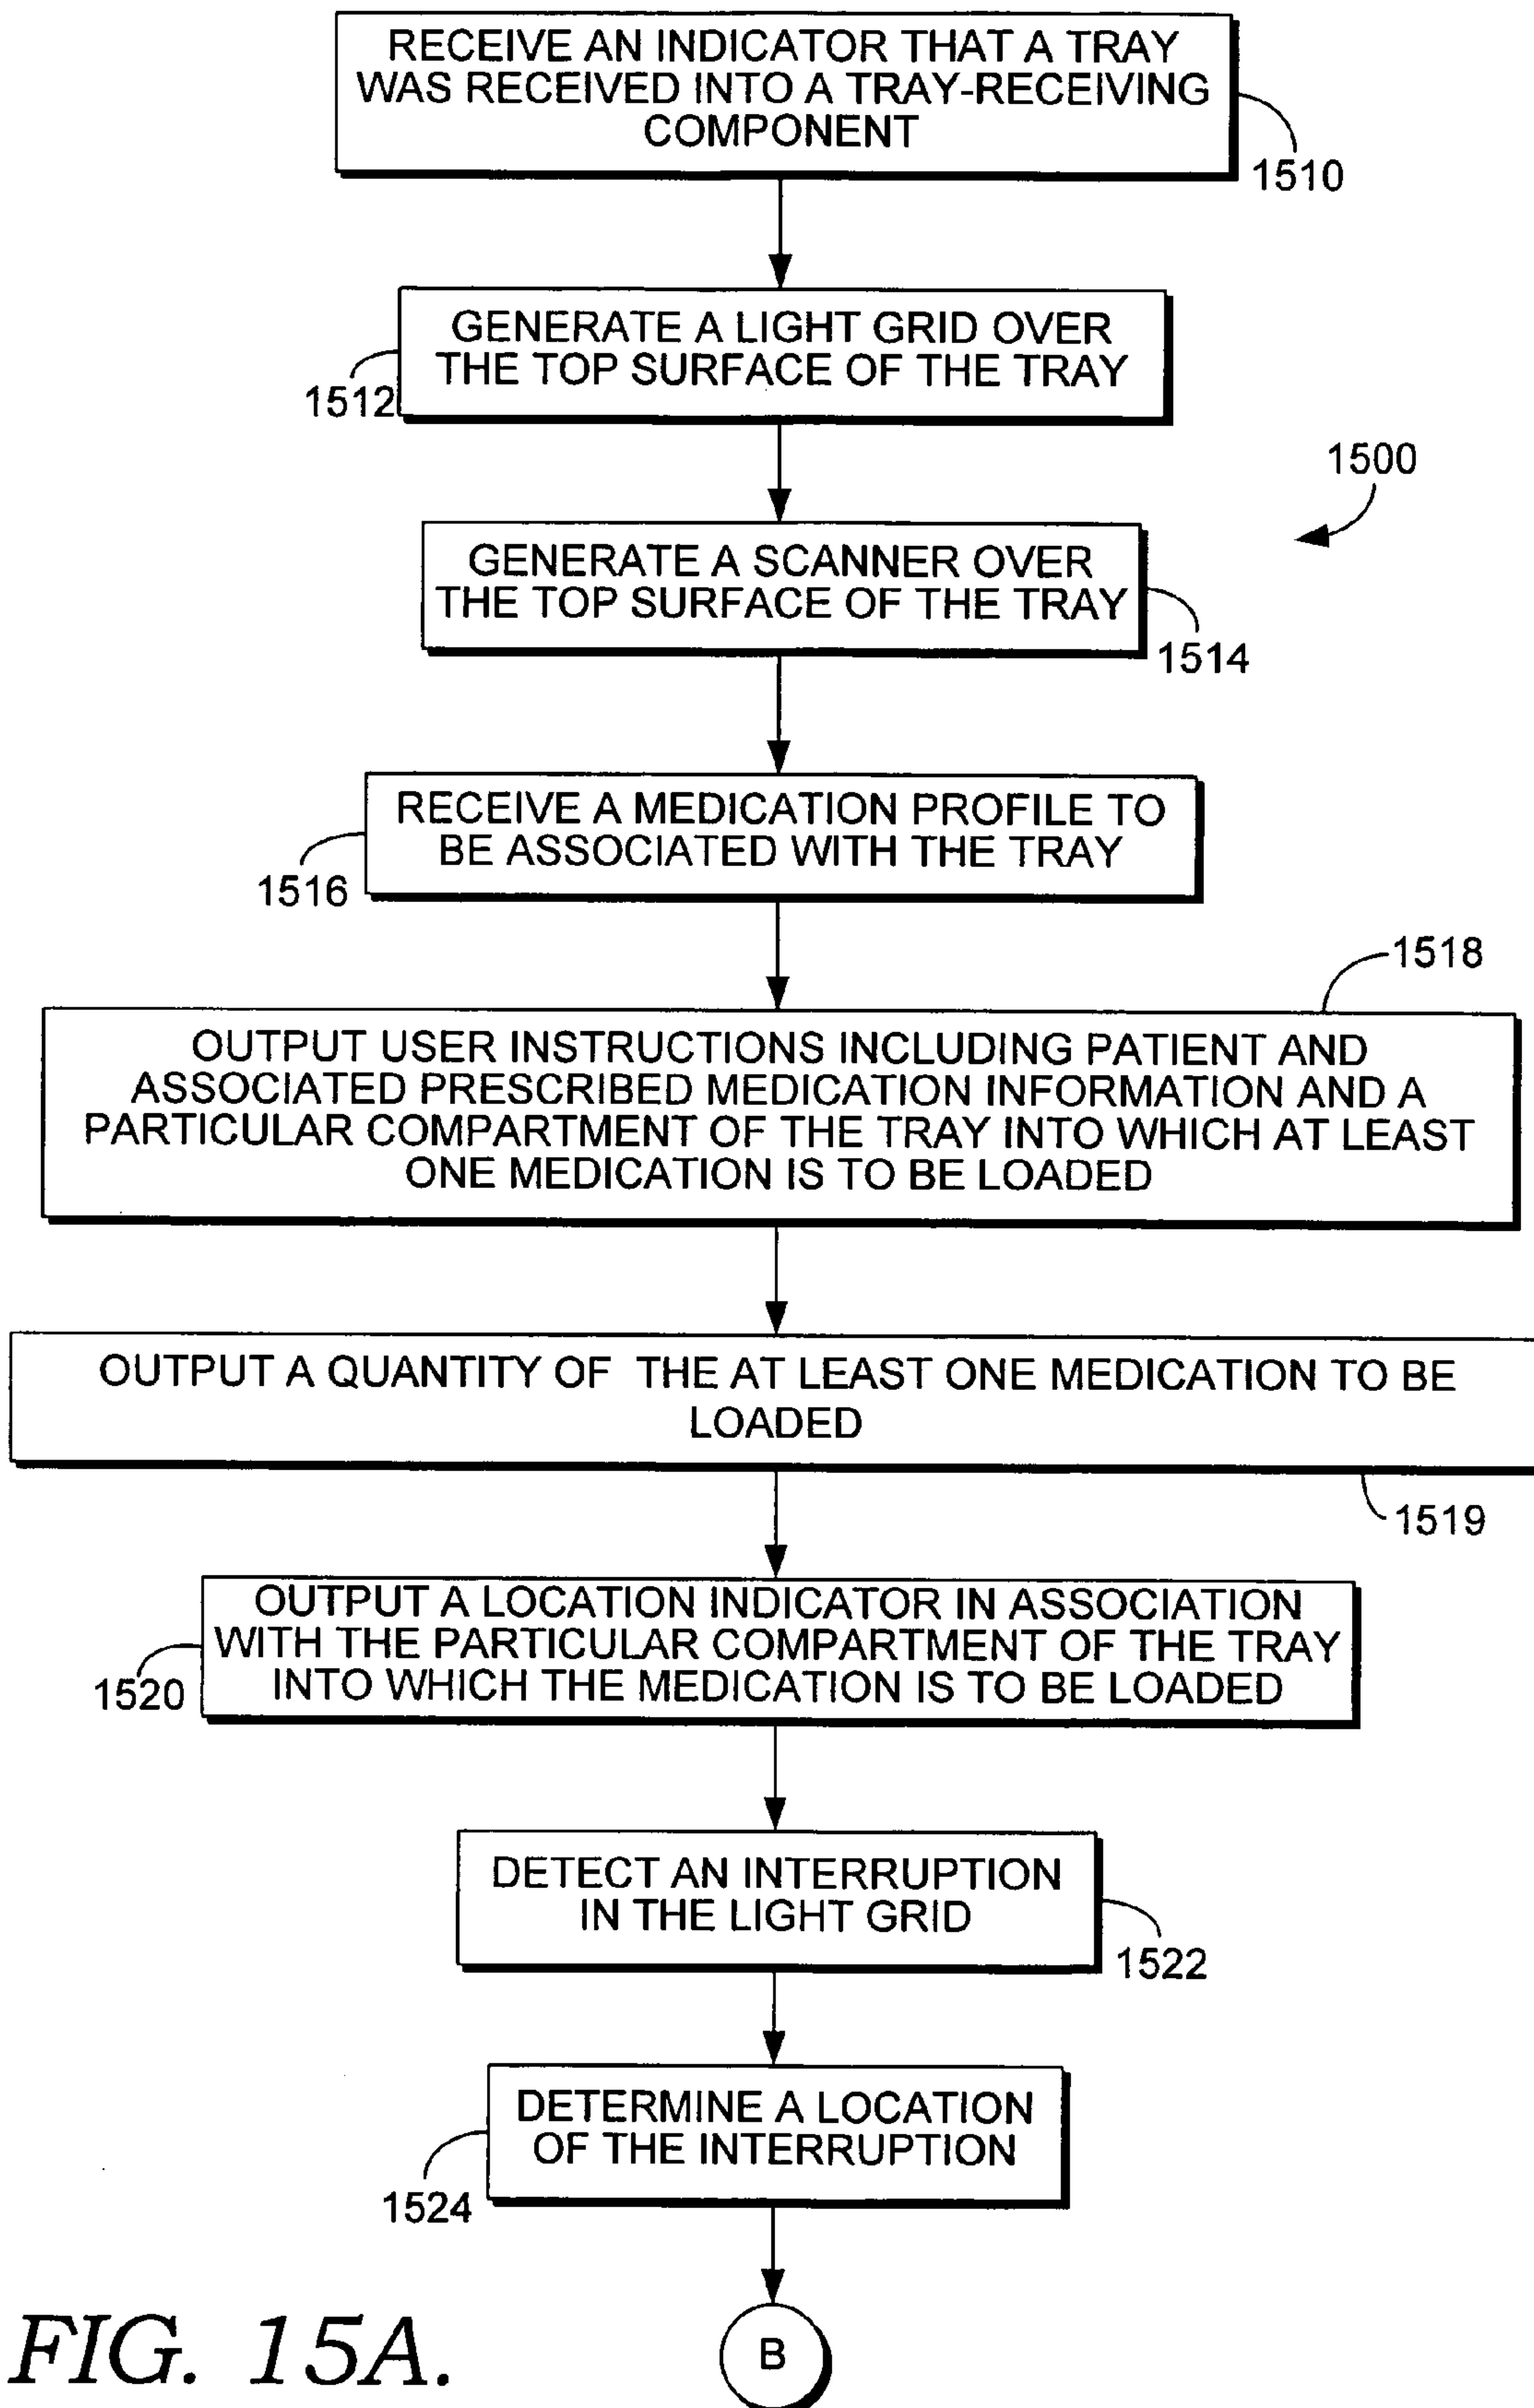 RECEIVE AN INDICATOR THAT A TRAY
WAS RECEIVED INTO A TRAY-RECEIVING
COMPONENT
1510
GENERATE A LIGHT GRID OVER
THE TOP SURFACE OF THE TRAY
1512
1500
GENERATE A SCANNER OVER
THE TOP SURFACE OF THE TRAY
1514
RECEIVE A MEDICATION PROFILE TO
BE ASSOCIATED WITH THE TRAY
1516
1518
OUTPUT USER INSTRUCTIONS INCLUDING PATIENT AND
ASSOCIATED PRESCRIBED MEDICATION INFORMATION AND A
PARTICULAR COMPARTMENT OF THE TRAY INTO WHICH AT LEAST
ONE MEDICATION IS TO BE LOADED
OUTPUT A QUANTITY OF THE AT LEAST ONE MEDICATION TO BE
LOADED
1519
OUTPUT A LOCATION INDICATOR IN ASSOCIATION
WITH THE PARTICULAR COMPARTMENT OF THE TRAY
INTO WHICH THE MEDICATION IS TO BE LOADED
1520
DETECT AN INTERRUPTION
IN THE LIGHT GRID
1522
DETERMINE A LOCATION
OF THE INTERRUPTION
1524
B
FIG. 15A.